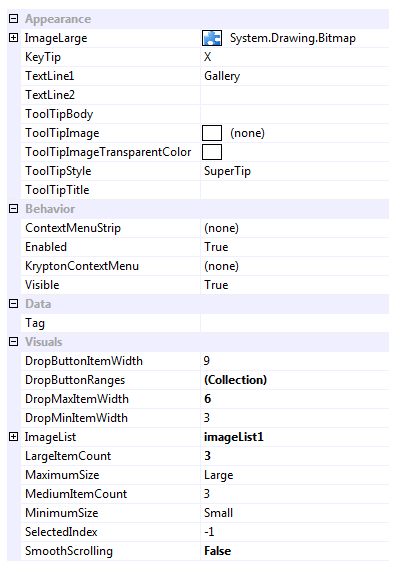 Appearance
ImageLarge System.Drawing.Bitmap
KeyTip X
TextLine1 Gallery
TextLine2
ToolTipBody
ToolTipImage (none)
ToolTipImageTransparentColor
ToolTipStyle SuperTip
ToolTipTitle
Behavior
ContextMenuStrip (none)
Enabled True
KryptonContextMenu (none)
Visible True
Data
Tag
Visuals
DropButtonItemWidth 9
DropButtonRanges (Collection)
DropMaxItemWidth 6
DropMinItemWidth 3
ImageList imageList1
LargeItemCount 3
MaximumSize Large
MediumItemCount 3
MinimumSize Small
SelectedIndex -1
SmoothScrolling False